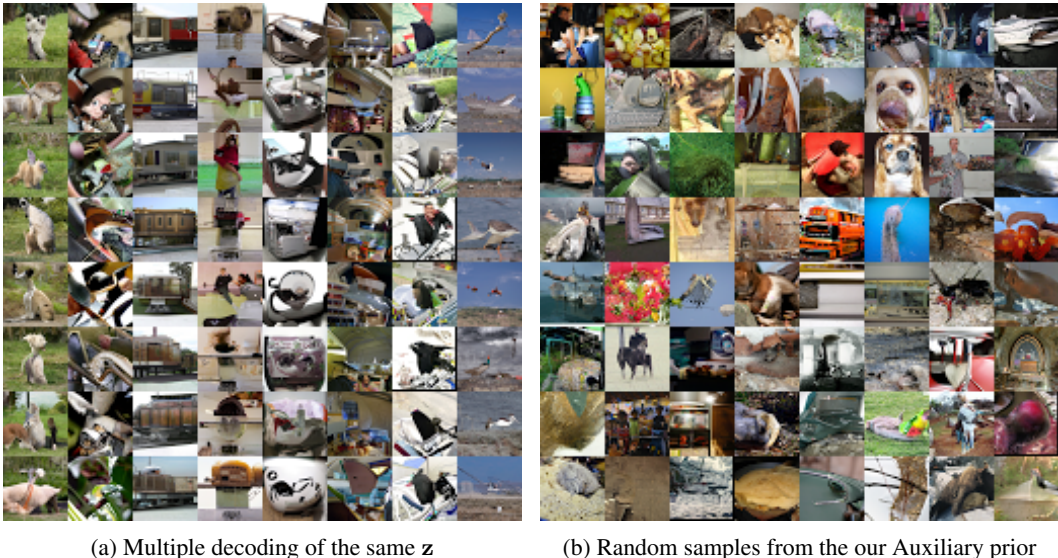 (a) Multiple decoding of the same z
(b) Random samples from the our Auxiliary prior